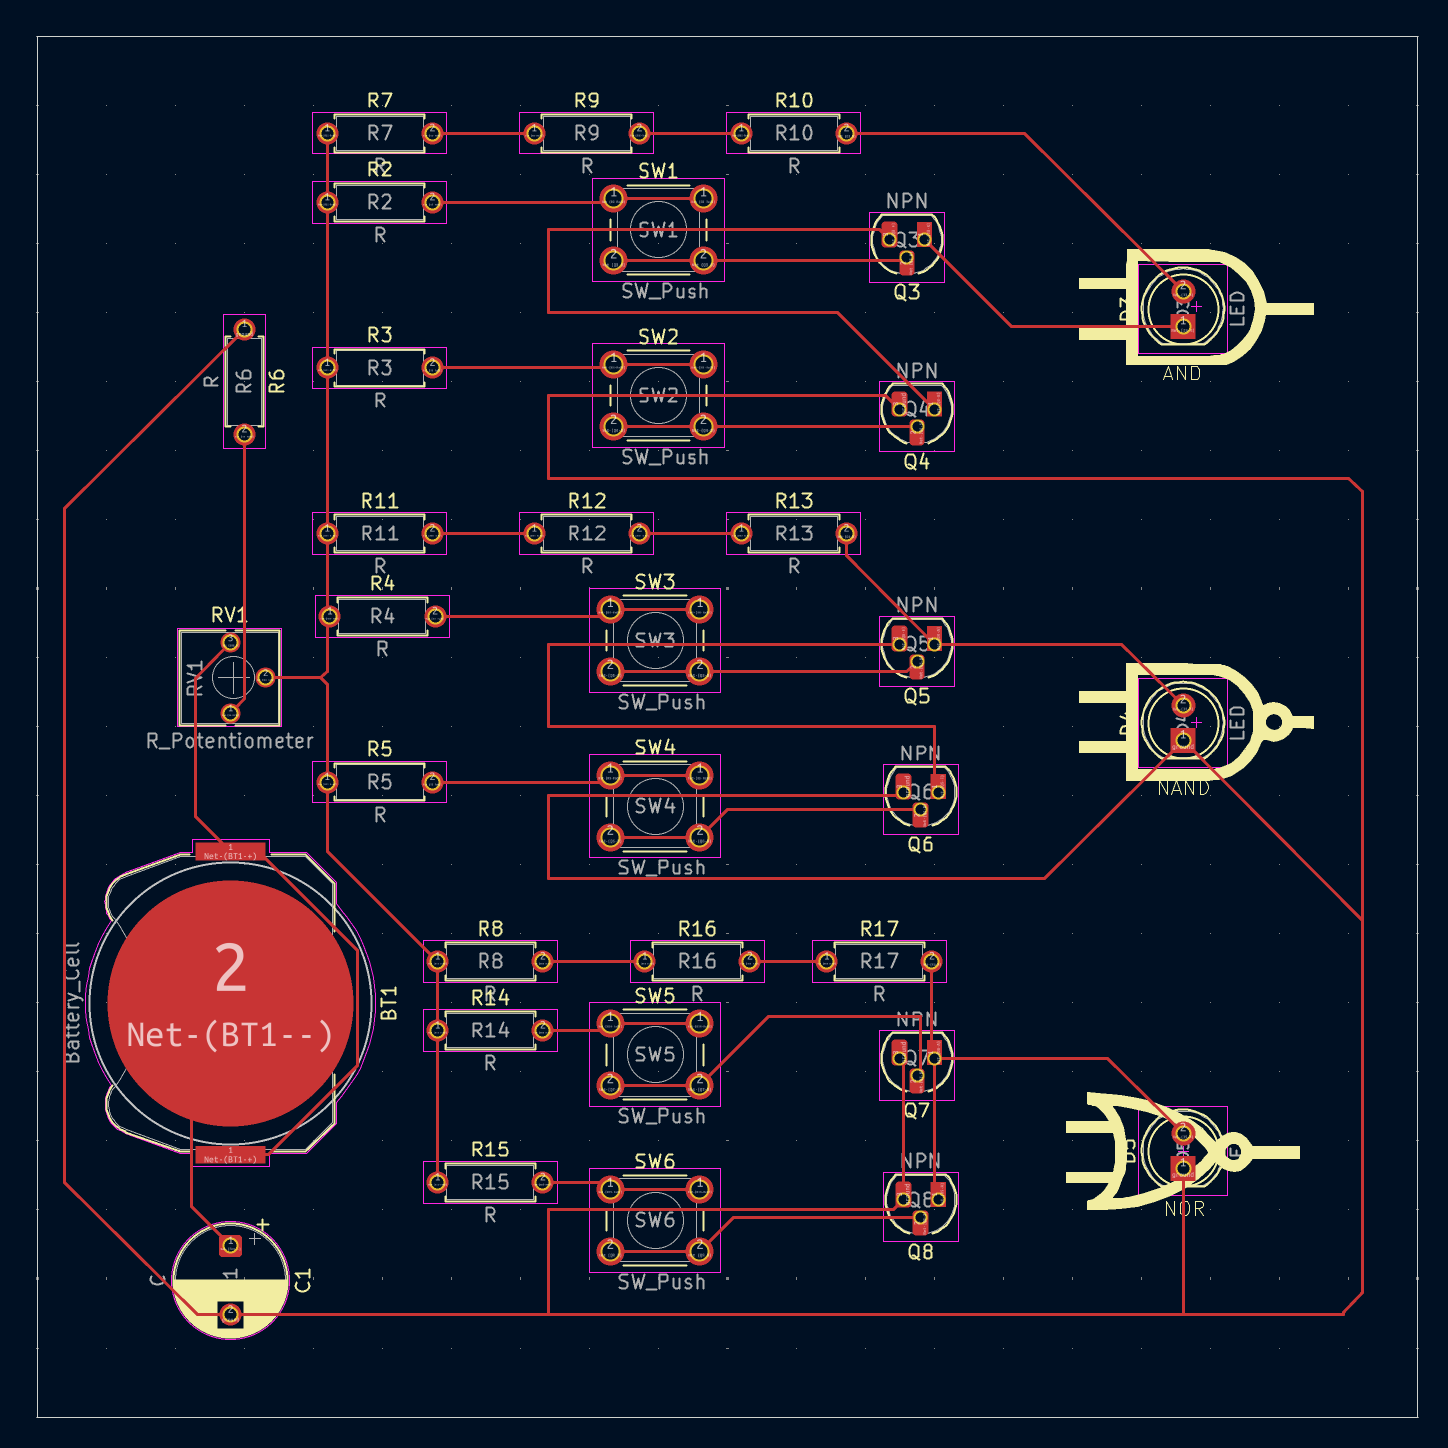 R7
R9
R10
R7
R9
R10
R
R
R
R2
R2
R
SW1
SW1
SW_Push
NPN
Q3
Q3
D3
LED
AND
R3
R3
R
SW2
SW2
SW_Push
NPN
Q4
Q4
R
R6
R6
R11
R12
R13
R11
R12
R13
R
R
R
R4
R4
R
SW3
SW3
SW_Push
NPN
Q5
Q5
RV1
RV1
R_Potentiometer
D4
LED
NAND
R5
R5
R
SW4
SW4
SW_Push
NPN
Q6
Q6
1
Net-(BT1-+)
2
Net-(BT1--)
Battery_Cell
BT1
1
Net-(BT1-+)
R8
R16
R17
R8
R16
R17
R
R
R
R14
R14
R
SW5
SW5
SW_Push
NPN
Q7
Q7
D5
NOR
R15
R15
R
SW6
SW6
SW_Push
NPN
Q8
Q8
+
C
C1